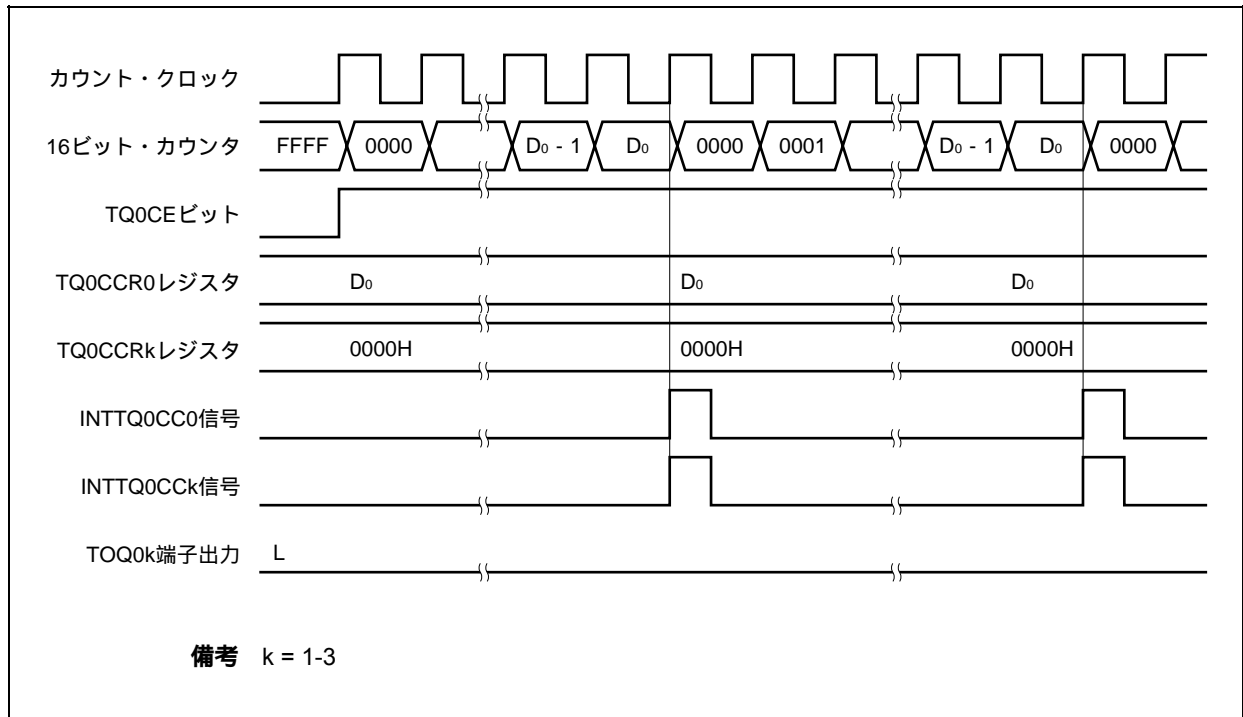 カウント・クロック
16ビット・カウンタ FFFF 0000 D₀ - 1 D₀ 0000 0001 D₀ - 1 D₀ 0000
TQ0CEビット
TQ0CCR0レジスタ D₀ D₀ D₀
TQ0CCRkレジスタ 0000H 0000H 0000H
INTTQ0CC0信号
INTTQ0CCk信号
TOQ0k端子出力 L
備考 k = 1-3